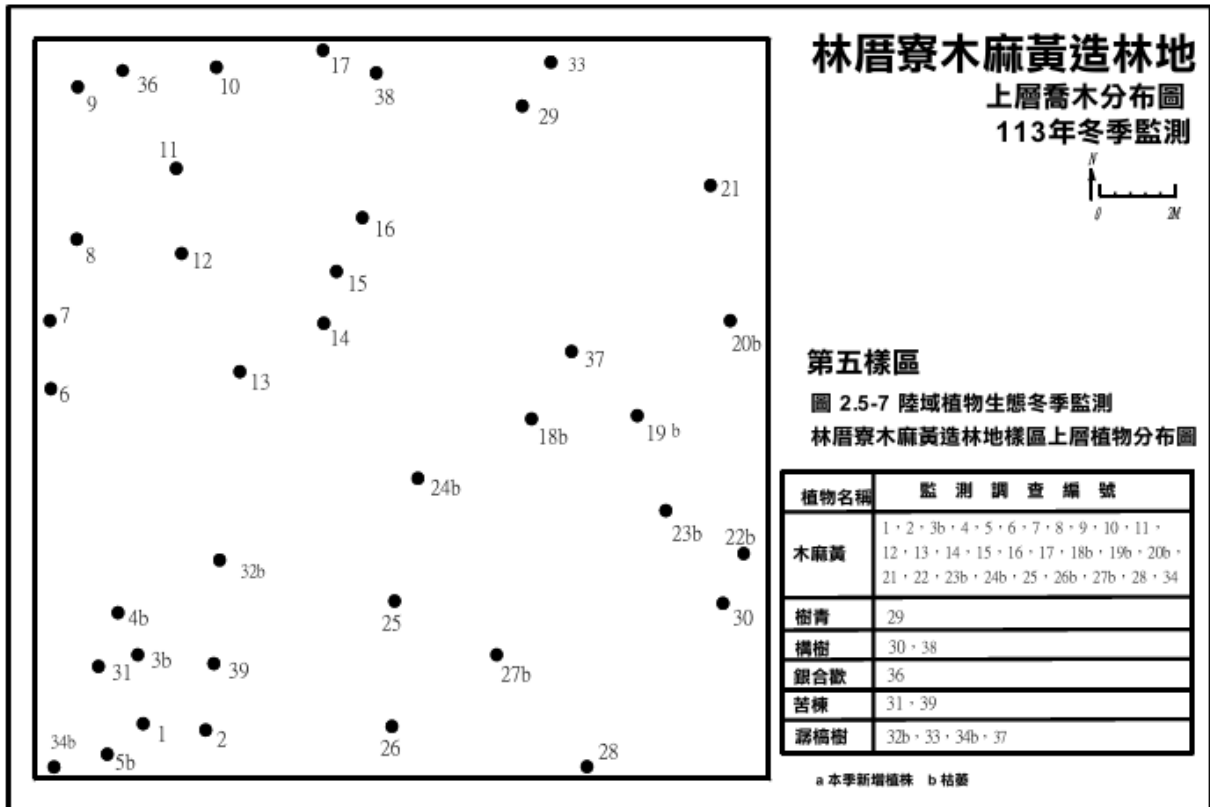 林厝寮木麻黃造林地
上層喬木分布圖
113年冬季監測
N
0 2M
17
33
36
10
38
9
29
11
21
16
8
12
15
7
14
20b
37
13
6
18b
19 b
24b
23b
22b
32b
4b
25
30
3b
31
39
27b
1
2
26
34b
5b
28
第五樣區
圖 2.5-7 陸域植物生態冬季監測
林厝寮木麻黃造林地樣區上層植物分布圖
植物名稱 監測調查編號
木麻黃
1,2,3b,4,5,6,7,8,9,10,11,
12,13,14,15,16,17,18b,19b,20b,
21,22,23b,24b,25,26b,27b,28,34
樹青 29
構樹 30,38
銀合歡 36
苦楝 31,39
潺槁樹 32b,33,34b,37
a 本季新增植株 b 枯萎